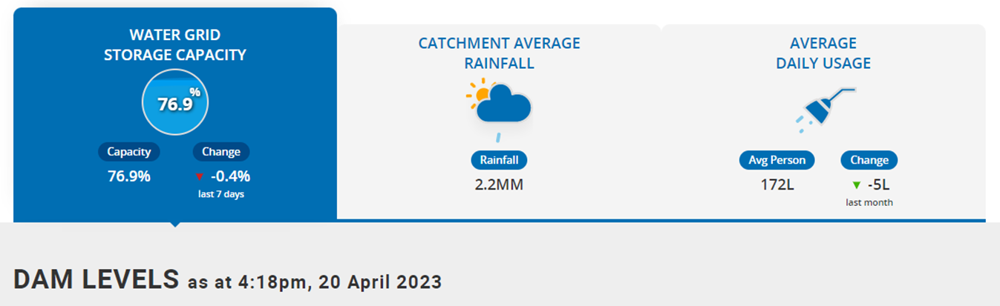 WATER GRID
STORAGE CAPACITY
76.9%
Capacity
Change
76.9%
-0.4%
last 7 days
CATCHMENT AVERAGE
RAINFALL
Rainfall
2.2MM
AVERAGE
DAILY USAGE
Avg Person
Change
172L
-5L
last month
DAM LEVELS as at 4:18pm, 20 April 2023